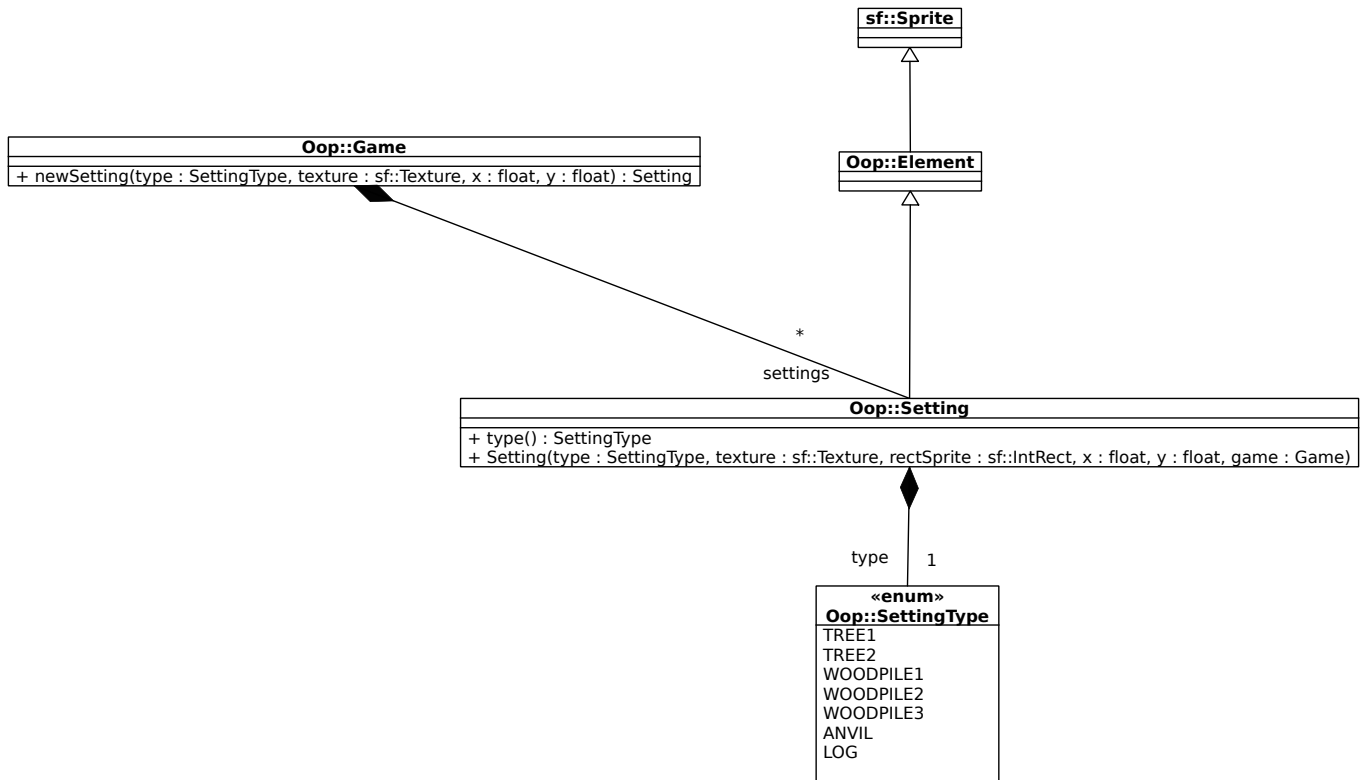 sf::Sprite
Oop::Game
+ newSetting(type : SettingType, texture : sf::Texture, x : float, y : float) : Setting
Oop::Element
*
settings
Oop::Setting
+ type() : SettingType
+ Setting(type : SettingType, texture : sf::Texture, rectSprite : sf::IntRect, x : float, y : float, game : Game)
type 1
«enum»
Oop::SettingType
TREE1
TREE2
WOODPILE1
WOODPILE2
WOODPILE3
ANVIL
LOG